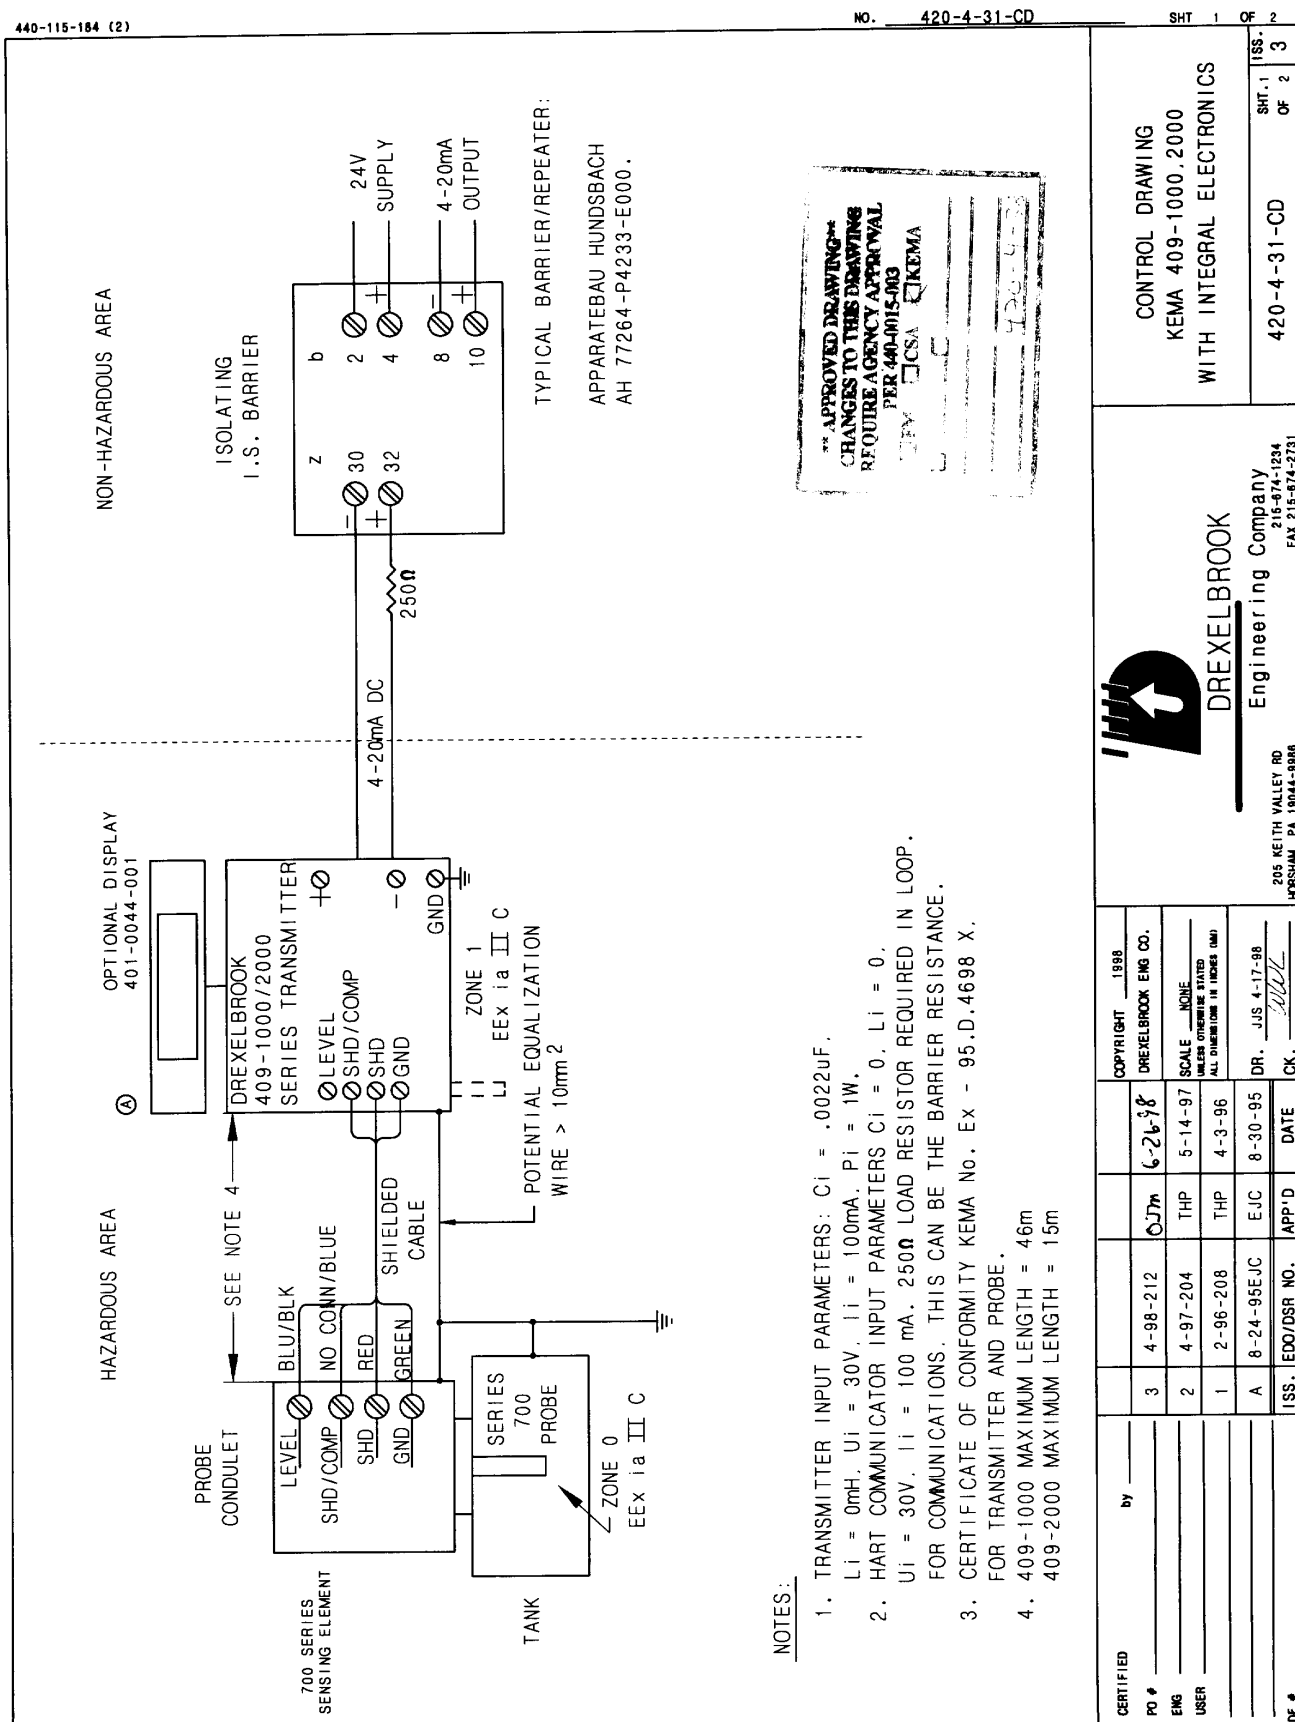 440-115-184 (2)
NO. 420-4-31-CD SHT 1 OF 2
HAZARDOUS AREA
NON-HAZARDOUS AREA
OPTIONAL DISPLAY
401-0044-001
A
ISOLATING
I.S. BARRIER
PROBE
CONDULET
SEE NOTE 4
DREXELBROOK
409-1000/2000
SERIES TRANSMITTER
LEVEL
SHD/COMP
SHD
GND
+
-
GND
LEVEL
SHD/COMP
SHD
GND
BLU/BLK
NO CONN/BLUE
RED
GREEN
SHIELDED
CABLE
700 SERIES
SENSING ELEMENT
4-20mA DC
250Ω
z b
- 30
+ 32
2
4 +
8 -
10 +
24V
SUPPLY
4-20mA
OUTPUT
ZONE 1
EEx ia IIC
POTENTIAL EQUALIZATION
WIRE > 10mm 2
SERIES
700
PROBE
ZONE 0
EEx ia IIC
TANK
TYPICAL BARRIER/REPEATER:
APPARATEBAU HUNDSBACH
AH 77264-P4233-E000.
NOTES:
1. TRANSMITTER INPUT PARAMETERS: Ci = .0022uF,
Li = 0mH. Ui = 30V, Ii = 100mA. Pi = 1W.
2. HART COMMUNICATOR INPUT PARAMETERS Ci = 0, Li = 0,
Ui = 30V. Ii = 100 mA. 250Ω LOAD RESISTOR REQUIRED IN LOOP.
FOR COMMUNICATIONS. THIS CAN BE THE BARRIER RESISTANCE.
3. CERTIFICATE OF CONFORMITY KEMA No. Ex - 95.D.4698 X,
FOR TRANSMITTER AND PROBE.
4. 409-1000 MAXIMUM LENGTH = 46m
409-2000 MAXIMUM LENGTH = 15m
** APPROVED DRAWING**
CHANGES TO THIS DRAWING
REQUIRE AGENCY APPROVAL
PER 440-0015-003
FM CSA KEMA
CERTIFIED by
PO #
ENG
USER
3 4-98-212 OJM 6-26-98
2 4-97-204 THP 5-14-97
1 2-96-208 THP 4-3-96
A 8-24-95EJC EJC 8-30-95
ISS. EDO/DSR NO. APP'D DATE
COPYRIGHT 1998
DREXELBROOK ENG CO.
SCALE NONE
UNLESS OTHERWISE STATED
ALL DIMENSIONS IN INCHES (MM)
DR. JJS 4-17-98
CK.
DREXELBROOK
Engineering Company
205 KEITH VALLEY RD 215-674-1234
HORSHAM, PA 19044-9986 FAX 215-674-2731
CONTROL DRAWING
KEMA 409-1000,2000
WITH INTEGRAL ELECTRONICS
420-4-31-CD
SHT.1
OF 2
ISS.
3